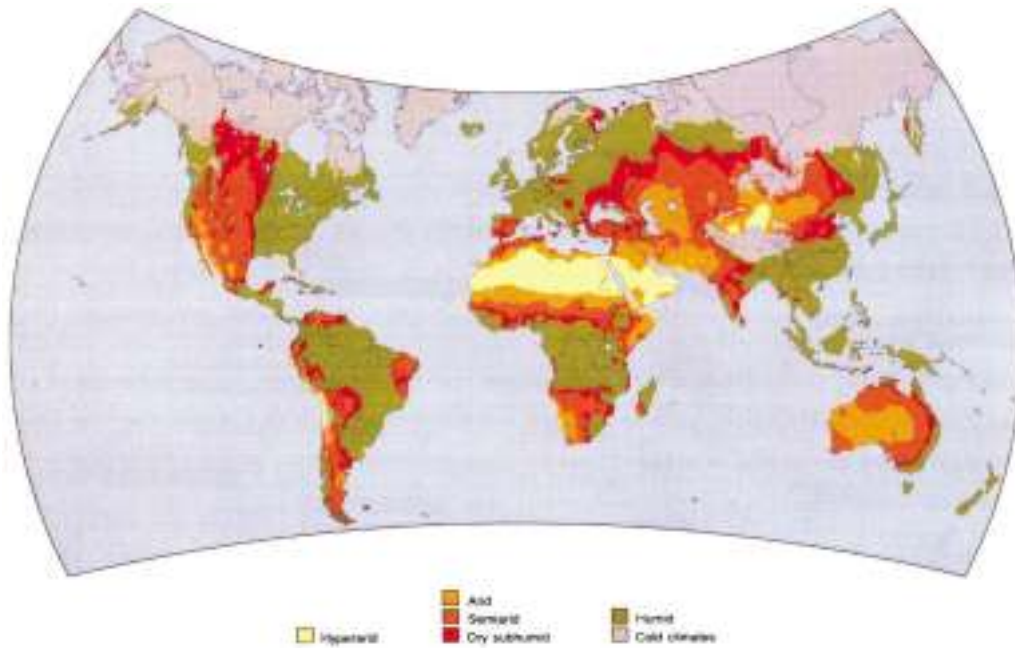 Hyperarid
Arid
Semiarid
Dry subhumid
Humid
Cold climates